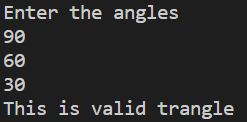 Enter the angles
90
60
30
This is valid trangle